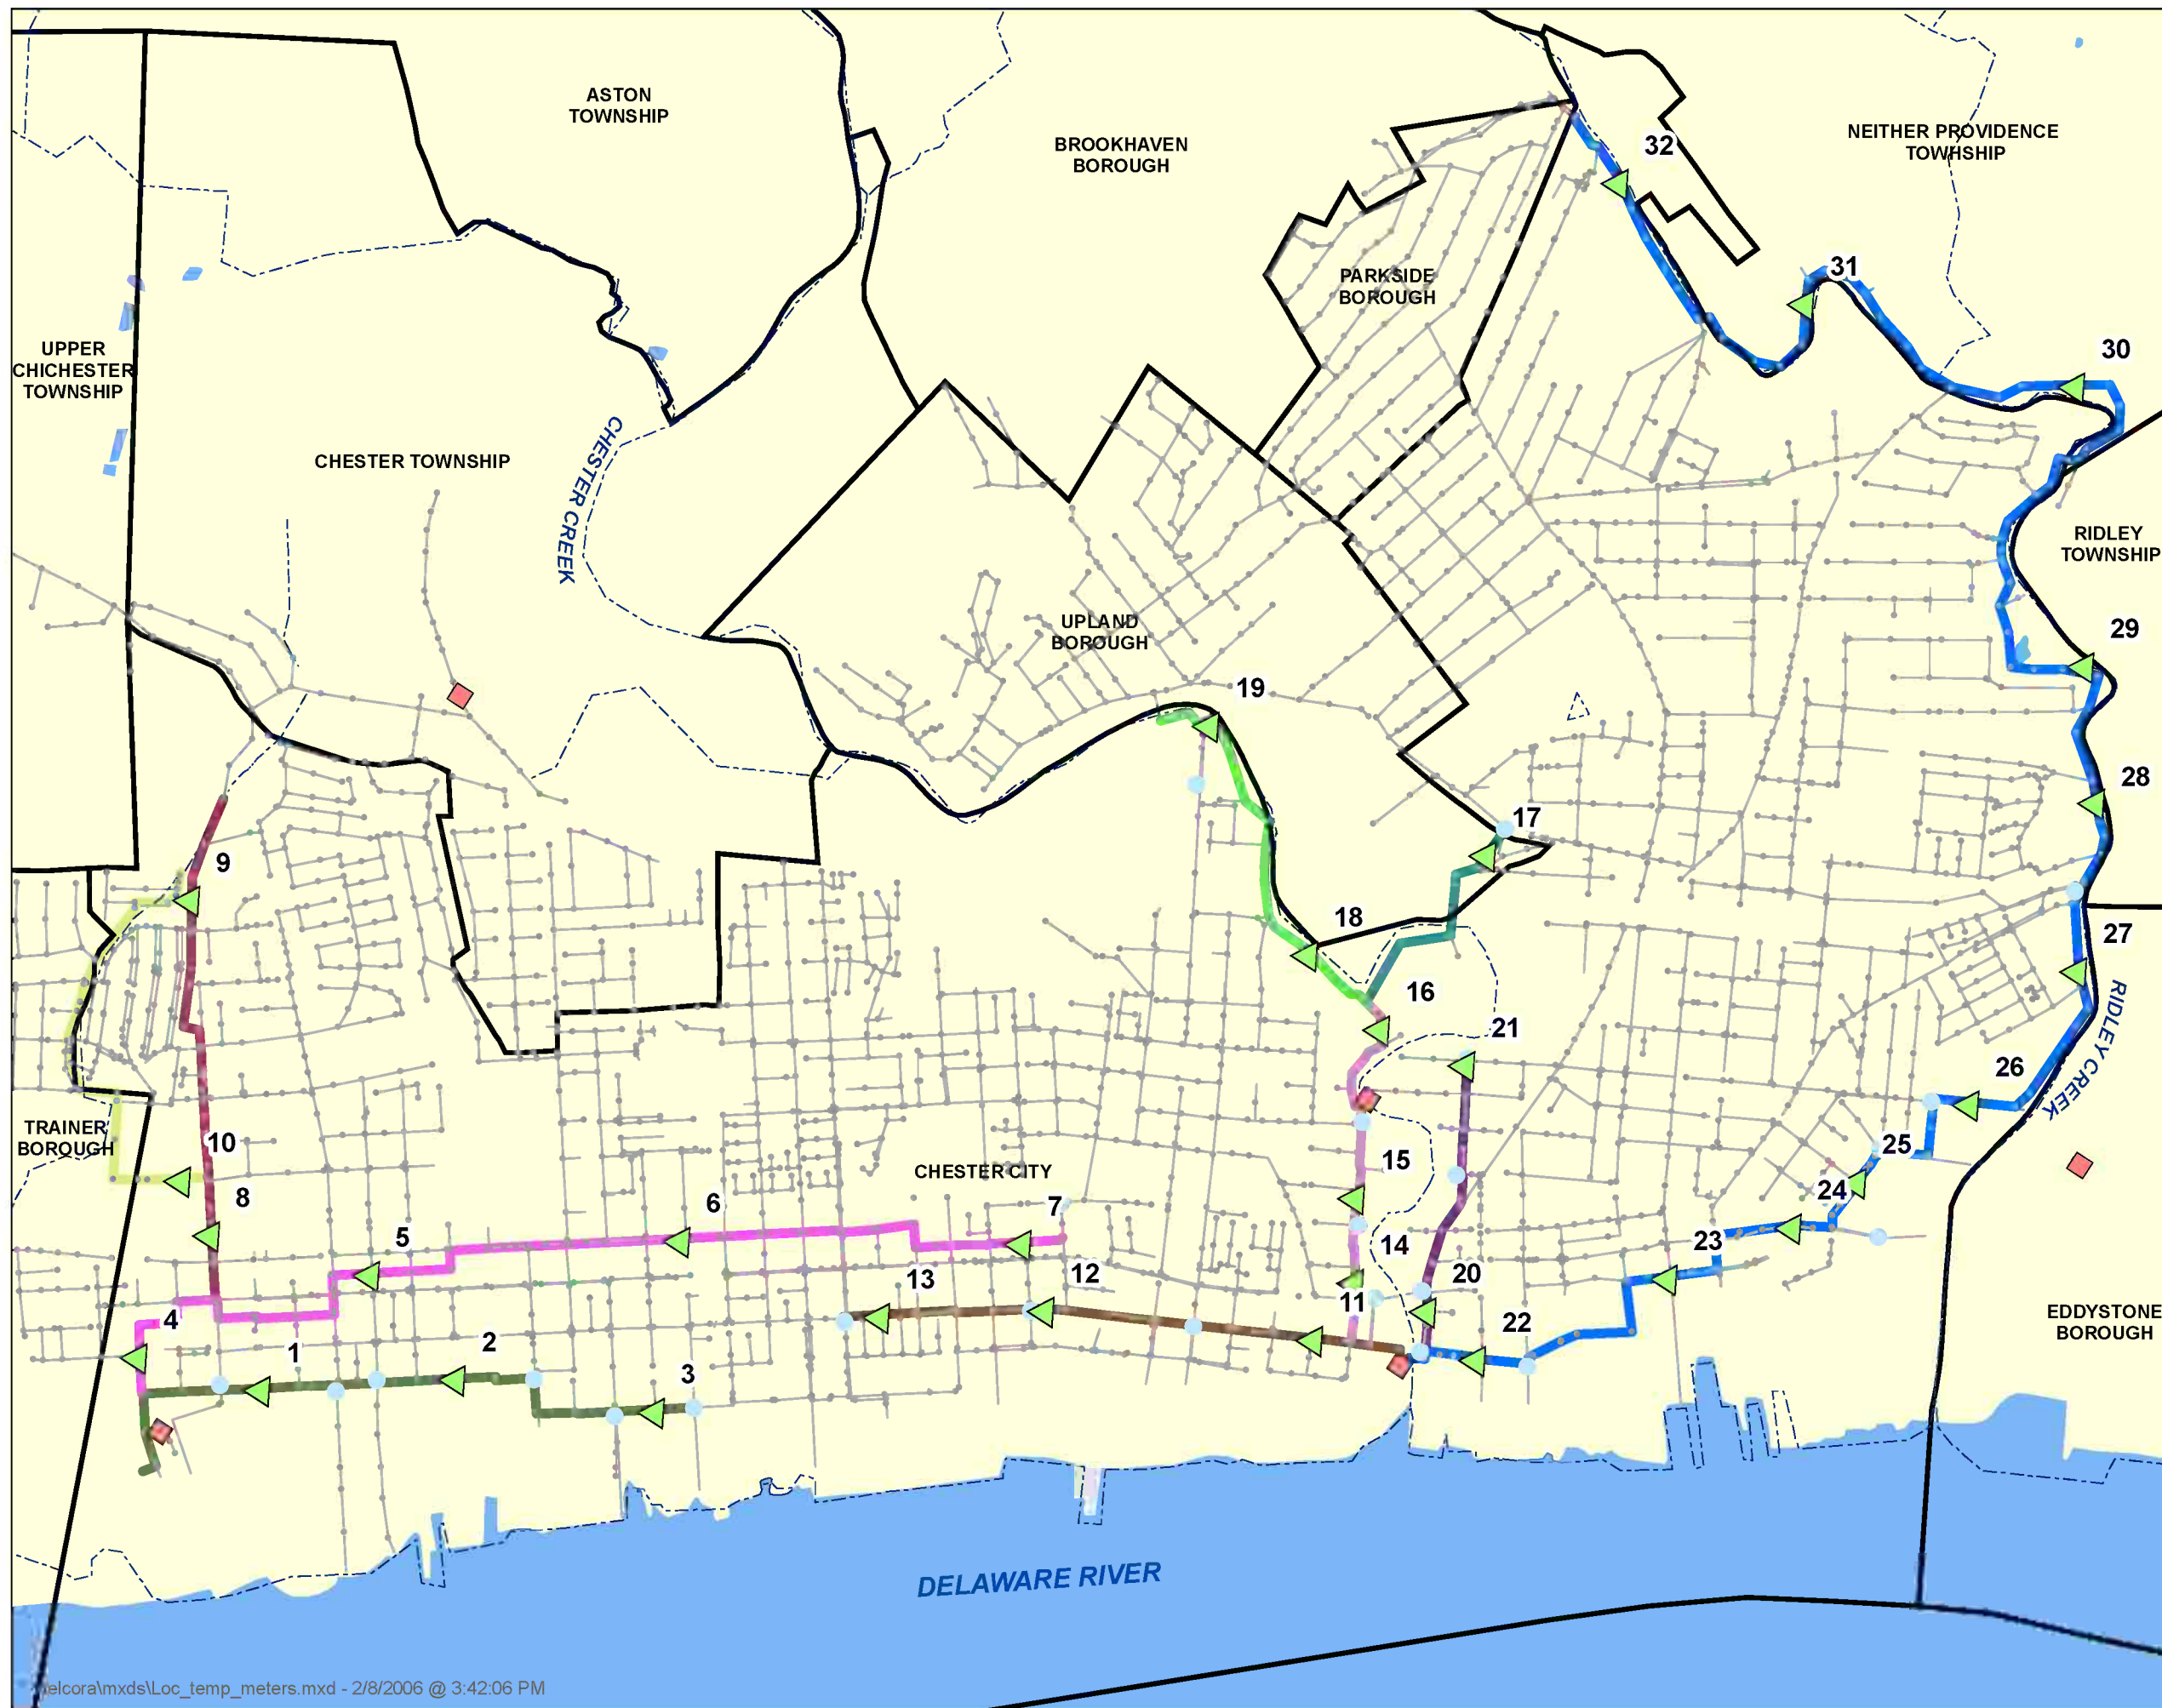 ASTON
TOWNSHIP
BROOKHAVEN
BOROUGH
NEITHER PROVIDENCE
TOWHSHIP
32
PARKSIDE
BOROUGH
31
30
UPPER
CHICHESTER
TOWNSHIP
CHESTER TOWNSHIP
CHESTER CREEK
RIDLEY
TOWNSHIP
29
UPLAND
BOROUGH
19
28
17
9
18
27
16
21
RIDLEY CREEK
26
TRAINER
BOROUGH
10
25
15
CHESTER CITY
24
8
6
7
5
14
23
13
12
20
11
4
22
EDDYSTONE
BOROUGH
1
2
3
DELAWARE RIVER
elcora\mxds\Loc_temp_meters.mxd - 2/8/2006 @ 3:42:06 PM